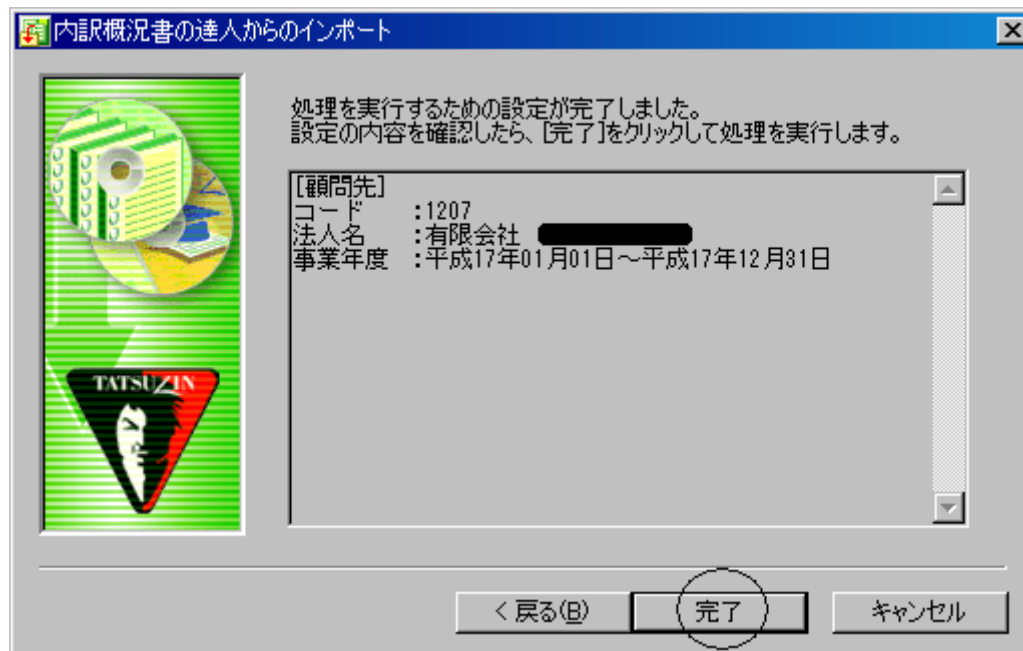 内訳概況書の達人からのインポート
処理を実行するための設定が完了しました。
設定の内容を確認したら、[完了]をクリックして処理を実行します。
[顧問先]
コード :1207
法人名 :有限会社
事業年度 :平成17年01月01日～平成17年12月31日
TATSUZIN
< 戻る(B)
完了
キャンセル